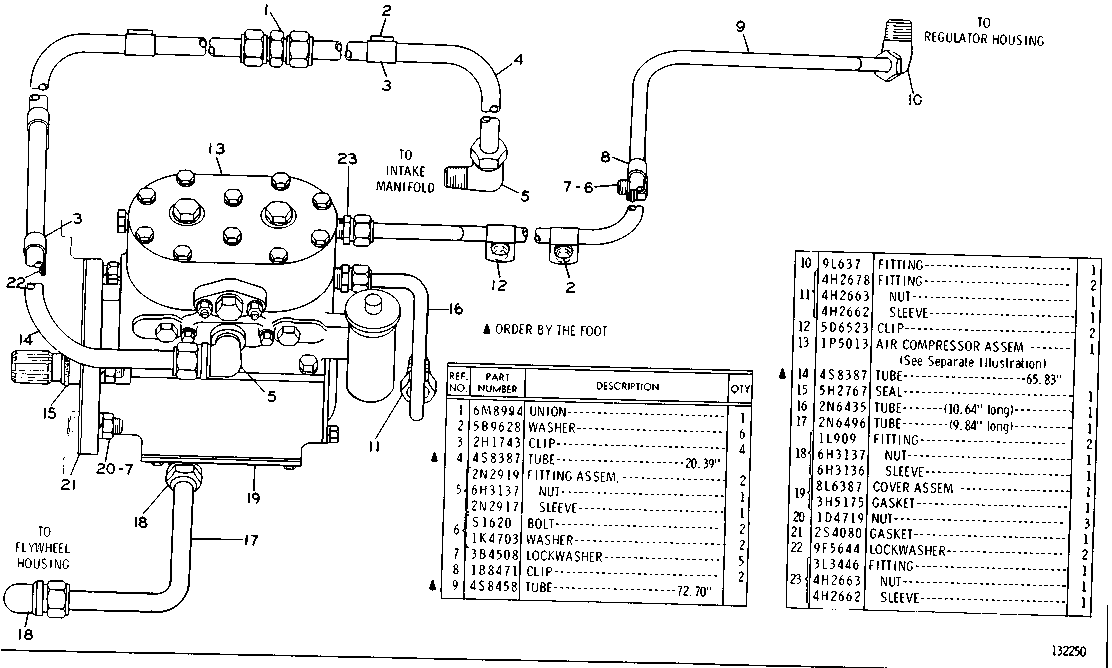 TO
REGULATOR HOUSING
1
2
3
4
9
10
13
TO
INTAKE
MANIFOLD
23
8
7-6
5
3
22
12
2
16
▲ ORDER BY THE FOOT
14
15
5
11
21
20-7
18
19
17
TO
FLYWHEEL
HOUSING
18
REF. NO. PART NUMBER DESCRIPTION QTY
1 6M8994 UNION 1
2 5B9628 WASHER 6
3 2H1743 CLIP 4
▲ 4 4S8387 TUBE 20.39"
5 2N2919 FITTING ASSEM. 2
6H3137 NUT 1
2N2917 SLEEVE 1
6 S1620 BOLT 2
1K4703 WASHER 2
7 3B4508 LOCKWASHER 5
8 1B8471 CLIP 2
▲ 9 4S8458 TUBE 72.70"
10 9L637 FITTING 1
11 4H2678 FITTING 2
4H2663 NUT 1
4H2662 SLEEVE 1
12 5D6523 CLIP 2
13 1P5013 AIR COMPRESSOR ASSEM 1
(See Separate Illustration)
▲ 14 4S8387 TUBE 65.83"
15 5H2767 SEAL 1
16 2N6435 TUBE (10.64" long) 1
17 2N6496 TUBE (9.84" long) 1
18 1L909 FITTING 2
6H3137 NUT 1
6H3136 SLEEVE 1
19 8L6387 COVER ASSEM 1
3H5175 GASKET 1
20 1D4719 NUT 3
21 2S4080 GASKET 1
22 9F5644 LOCKWASHER 2
23 3L3446 FITTING 1
4H2663 NUT 1
4H2662 SLEEVE 1
132250